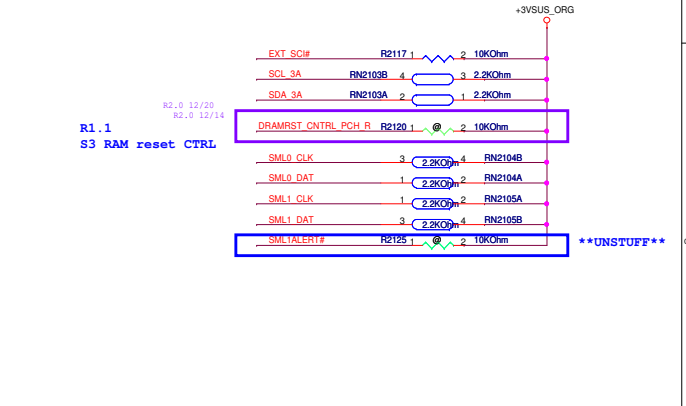 +3VSUS_ORG
EXT_SCI# R2117 1 2 10KOhm
SCL_3A RN2103B 4 3 2.2KOhm
SDA_3A RN2103A 2 1 2.2KOhm
R2.0 12/20
R2.0 12/14
DRAMRST_CNTRL_PCH_R R2120 1 @ 2 10KOhm
R1.1
S3 RAM reset CTRL
SML0_CLK 3 2.2KOhm 4 RN2104B
SML0_DAT 1 2.2KOhm 2 RN2104A
SML1_CLK 1 2.2KOhm 2 RN2105A
SML1_DAT 3 2.2KOhm 4 RN2105B
SML1ALERT# R2125 1 @ 2 10KOhm **UNSTUFF**